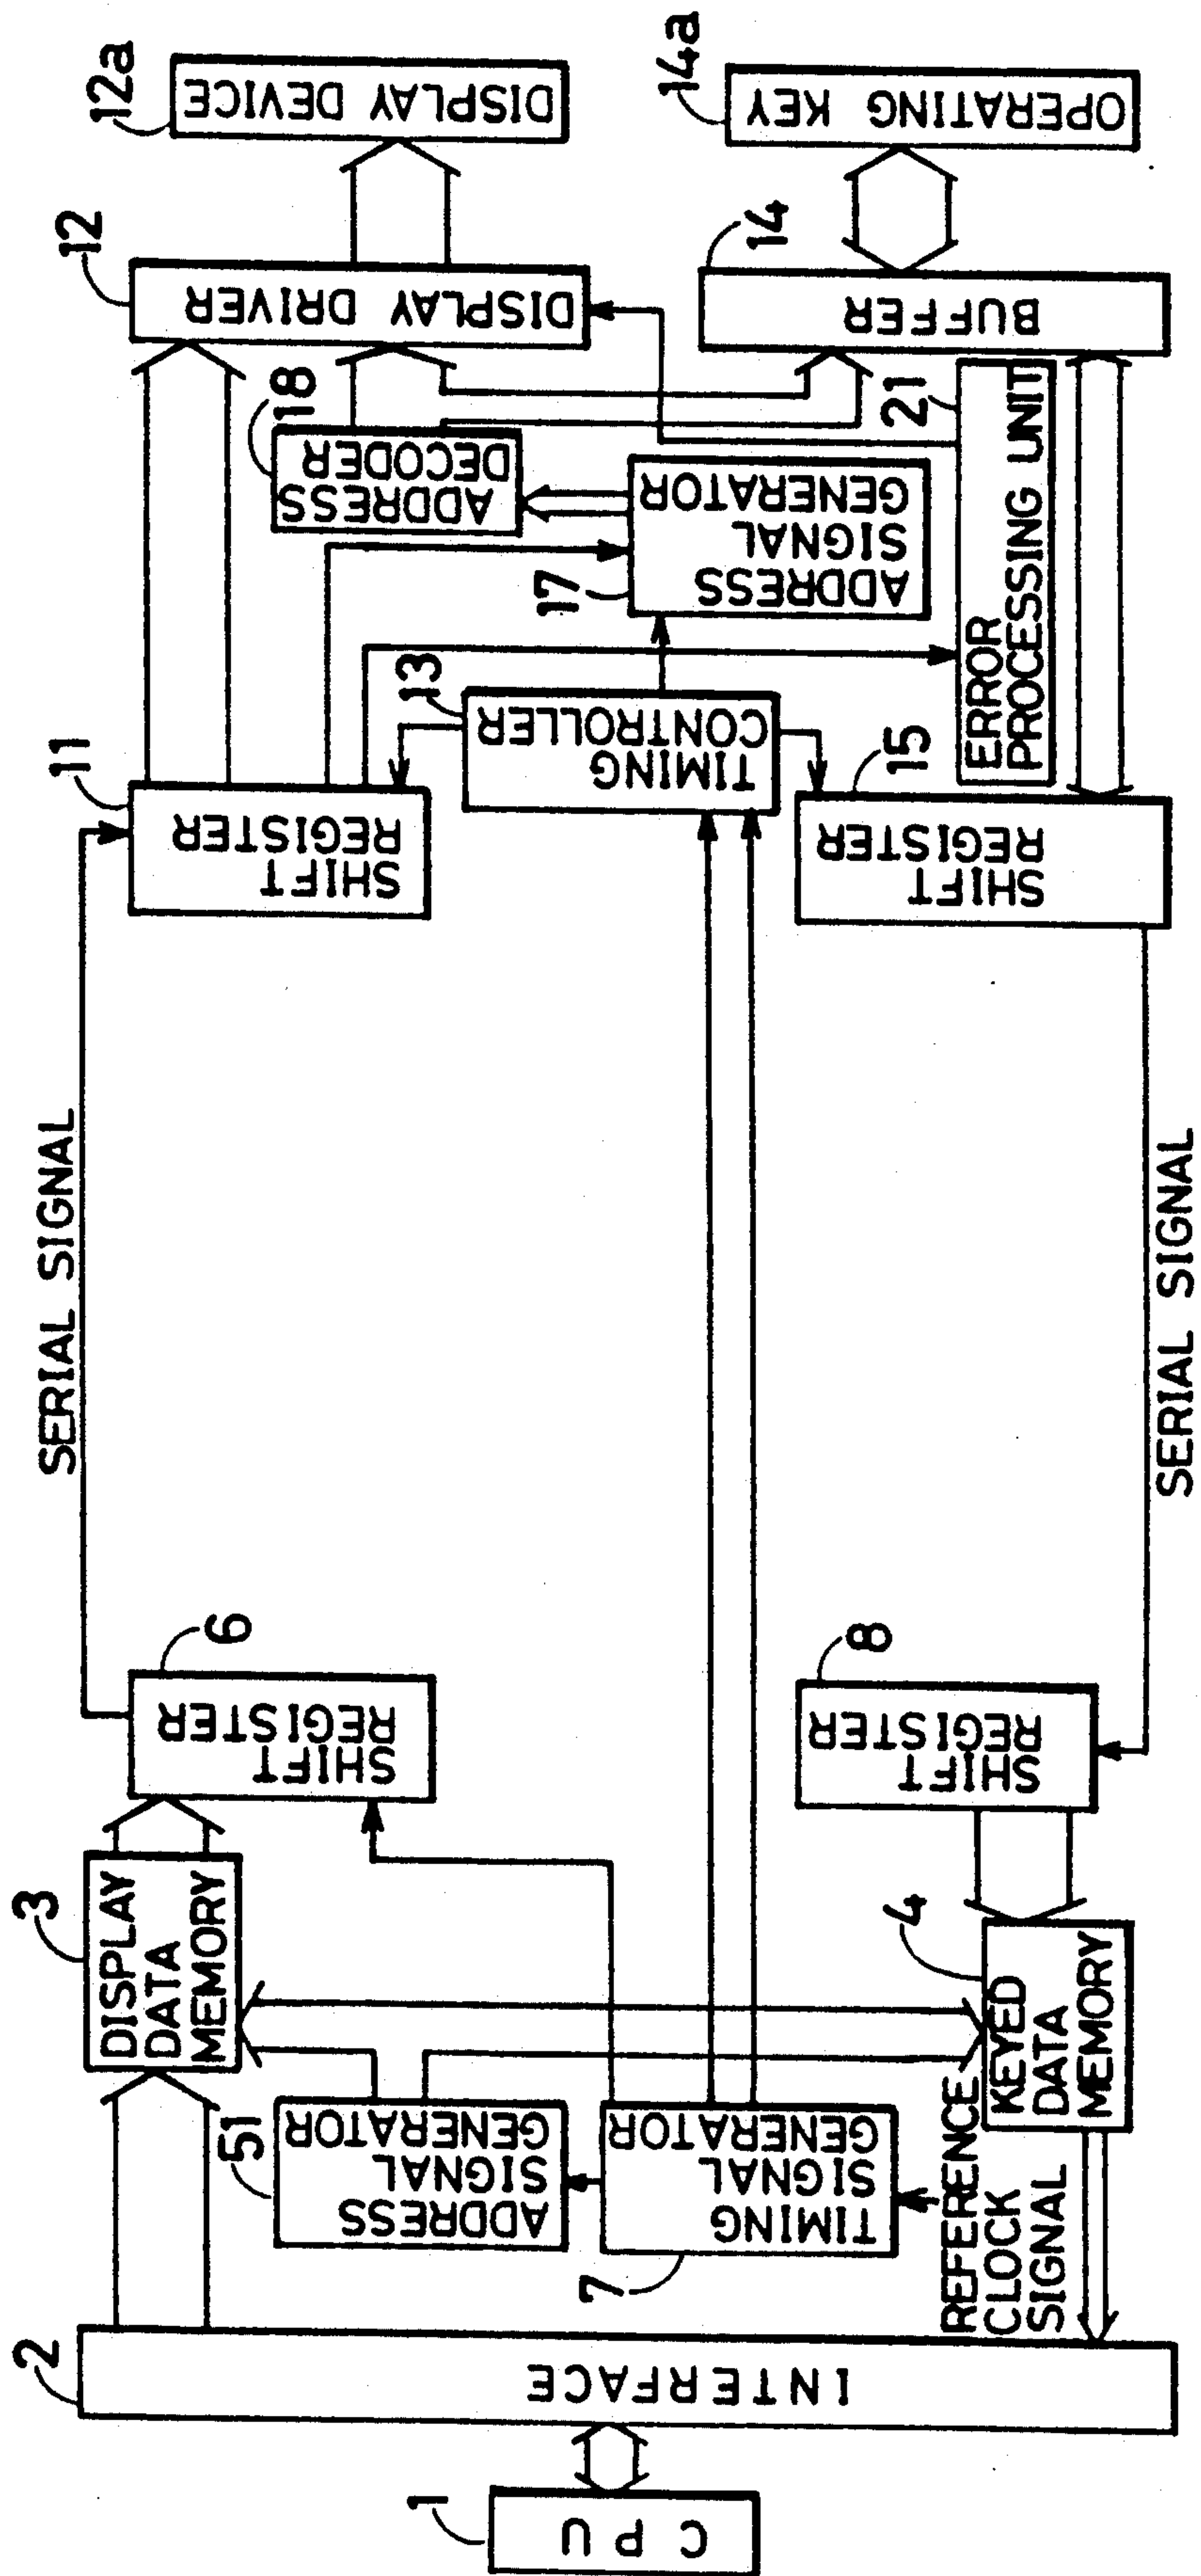 1
CPU
2
INTERFACE
3
DISPLAY
DATA
MEMORY
51
ADDRESS
SIGNAL
GENERATOR
7
TIMING
SIGNAL
GENERATOR
REFERENCE
CLOCK
SIGNAL
4
KEYED
DATA
MEMORY
6
SHIFT
REGISTER
8
SHIFT
REGISTER
SERIAL SIGNAL
SERIAL SIGNAL
11
SHIFT
REGISTER
13
TIMING
CONTROLLER
15
SHIFT
REGISTER
17
ADDRESS
SIGNAL
GENERATOR
18
ADDRESS
DECODER
21
ERROR
PROCESSING UNIT
12
DISPLAY DRIVER
14
BUFFER
12a
DISPLAY DEVICE
14a
OPERATING KEY